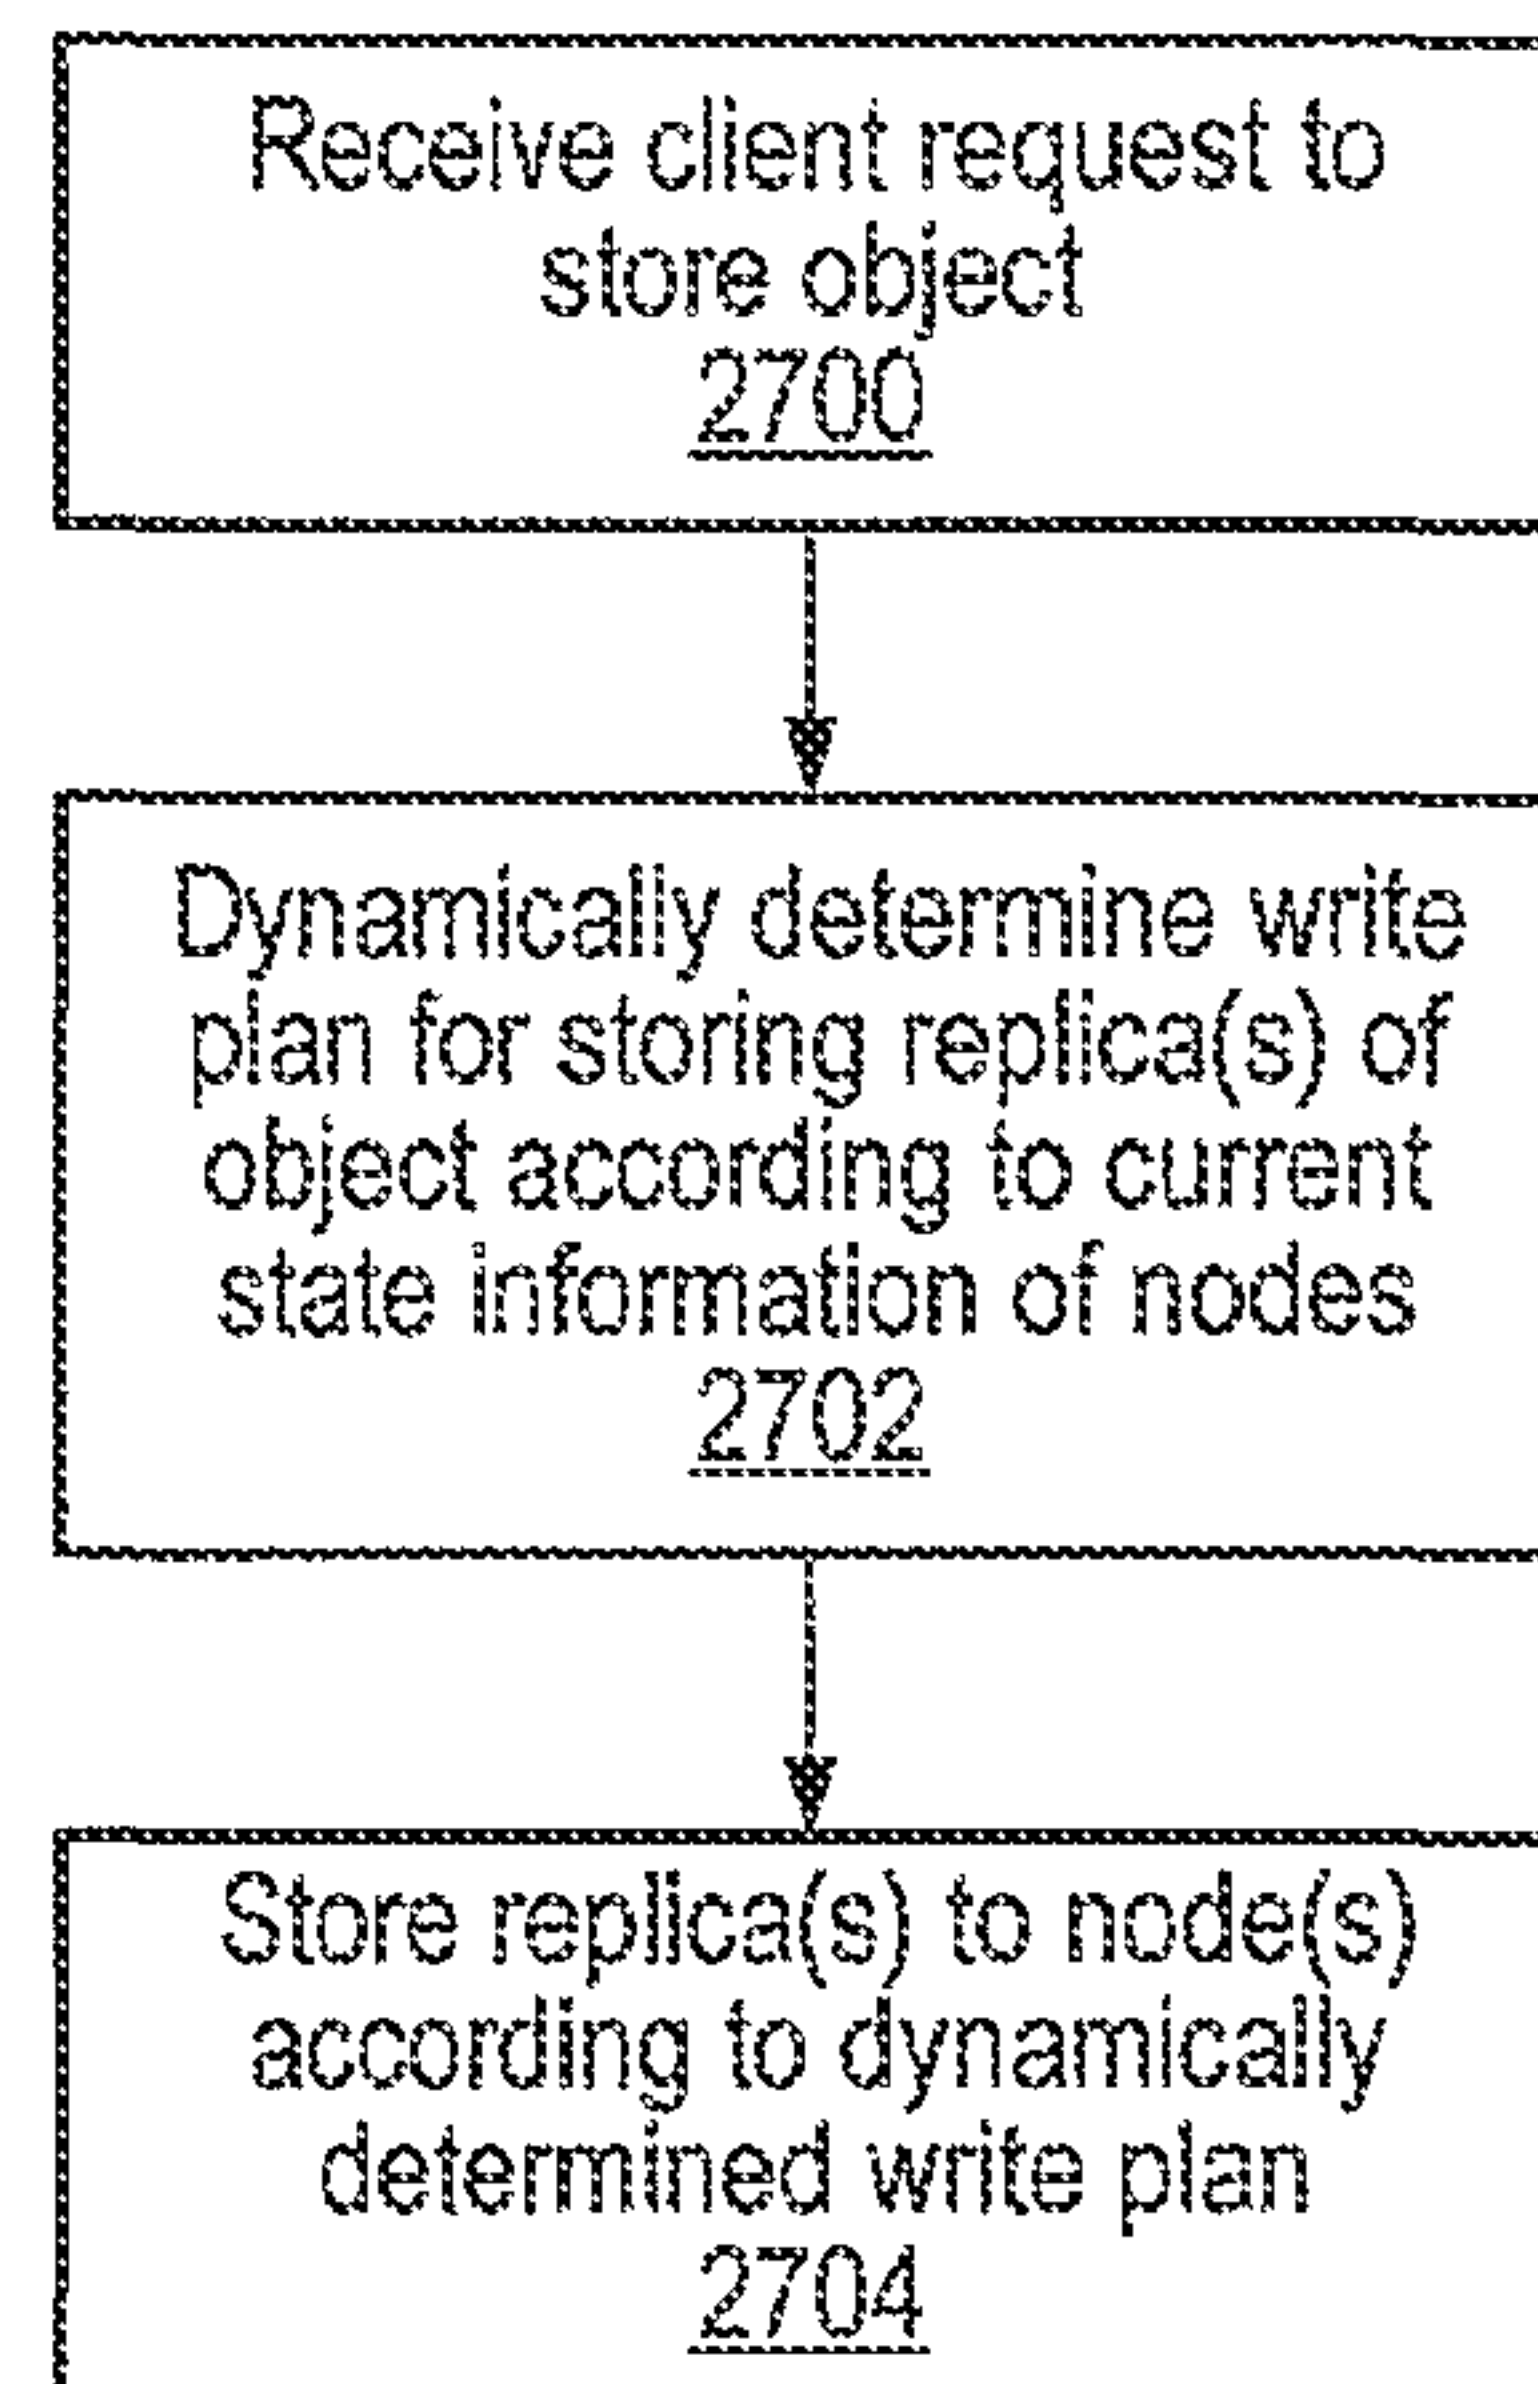 Receive client request to
store object
2700
Dynamically determine write
plan for storing replica(s) of
object according to current
state information of nodes
2702
Store replica(s) to node(s)
according to dynamically
determined write plan
2704